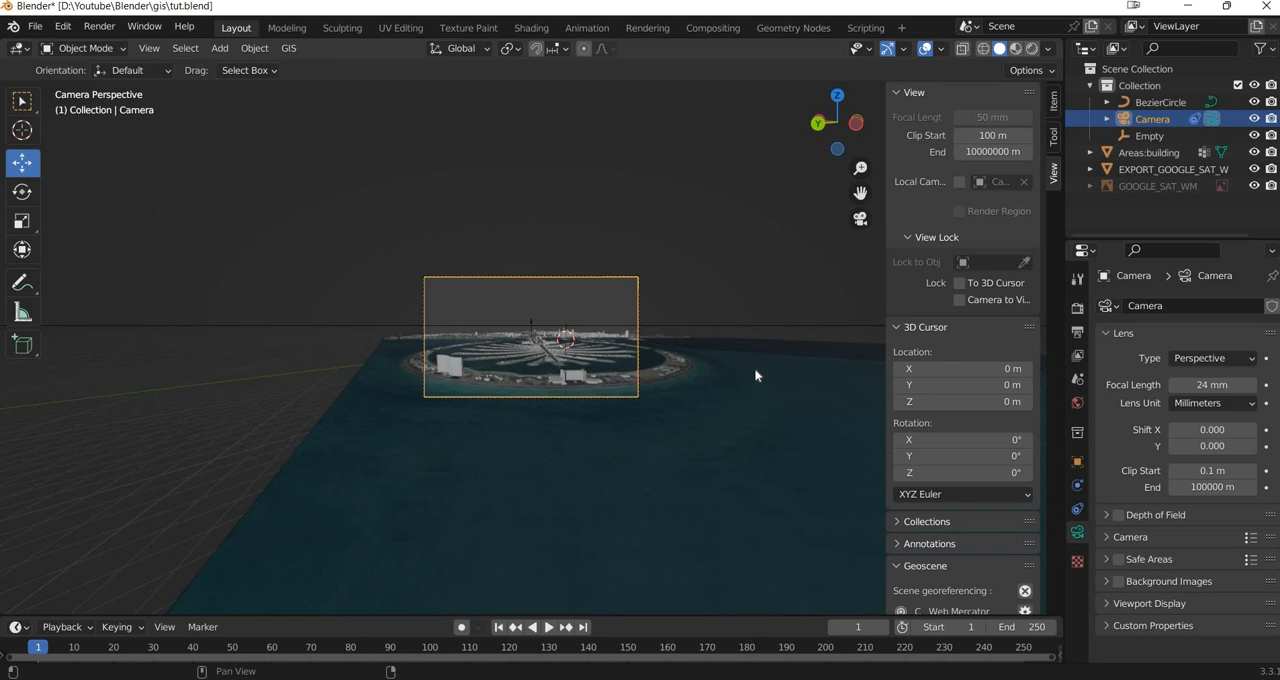 Blender* [D:\Youtube\Blender\gis\tut.blend]
File Edit Render Window Help Layout Modeling Sculpting UV Editing Texture Paint Shading Animation Rendering Compositing Geometry Nodes Scripting + Scene ViewLayer
Object Mode View Select Add Object GIS Global
Orientation: Default Drag: Select Box Options
Camera Perspective
(1) Collection | Camera
Z
Y
View
Focal Lengt 50 mm
Clip Start 100 m
End 10000000 m
Local Cam... Ca...
Render Region
View Lock
Lock to Obj
Lock To 3D Cursor
Camera to Vi...
3D Cursor
Location:
X 0 m
Y 0 m
Z 0 m
Rotation:
X 0°
Y 0°
Z 0°
XYZ Euler
Collections
Annotations
Geoscene
Scene georeferencing :
Web Mercator
Item
Tool
View
Scene Collection
Collection
BezierCircle
Camera
Empty
Areas:building
EXPORT_GOOGLE_SAT_W
GOOGLE_SAT_WM
Camera Camera
Camera
Lens
Type Perspective
Focal Length 24 mm
Lens Unit Millimeters
Shift X 0.000
Y 0.000
Clip Start 0.1 m
End 100000 m
Depth of Field
Camera
Safe Areas
Background Images
Viewport Display
Custom Properties
Playback Keying View Marker 1 Start 1 End 250
1 10 20 30 40 50 60 70 80 90 100 110 120 130 140 150 160 170 180 190 200 210 220 230 240 250
Pan View
3.3.1